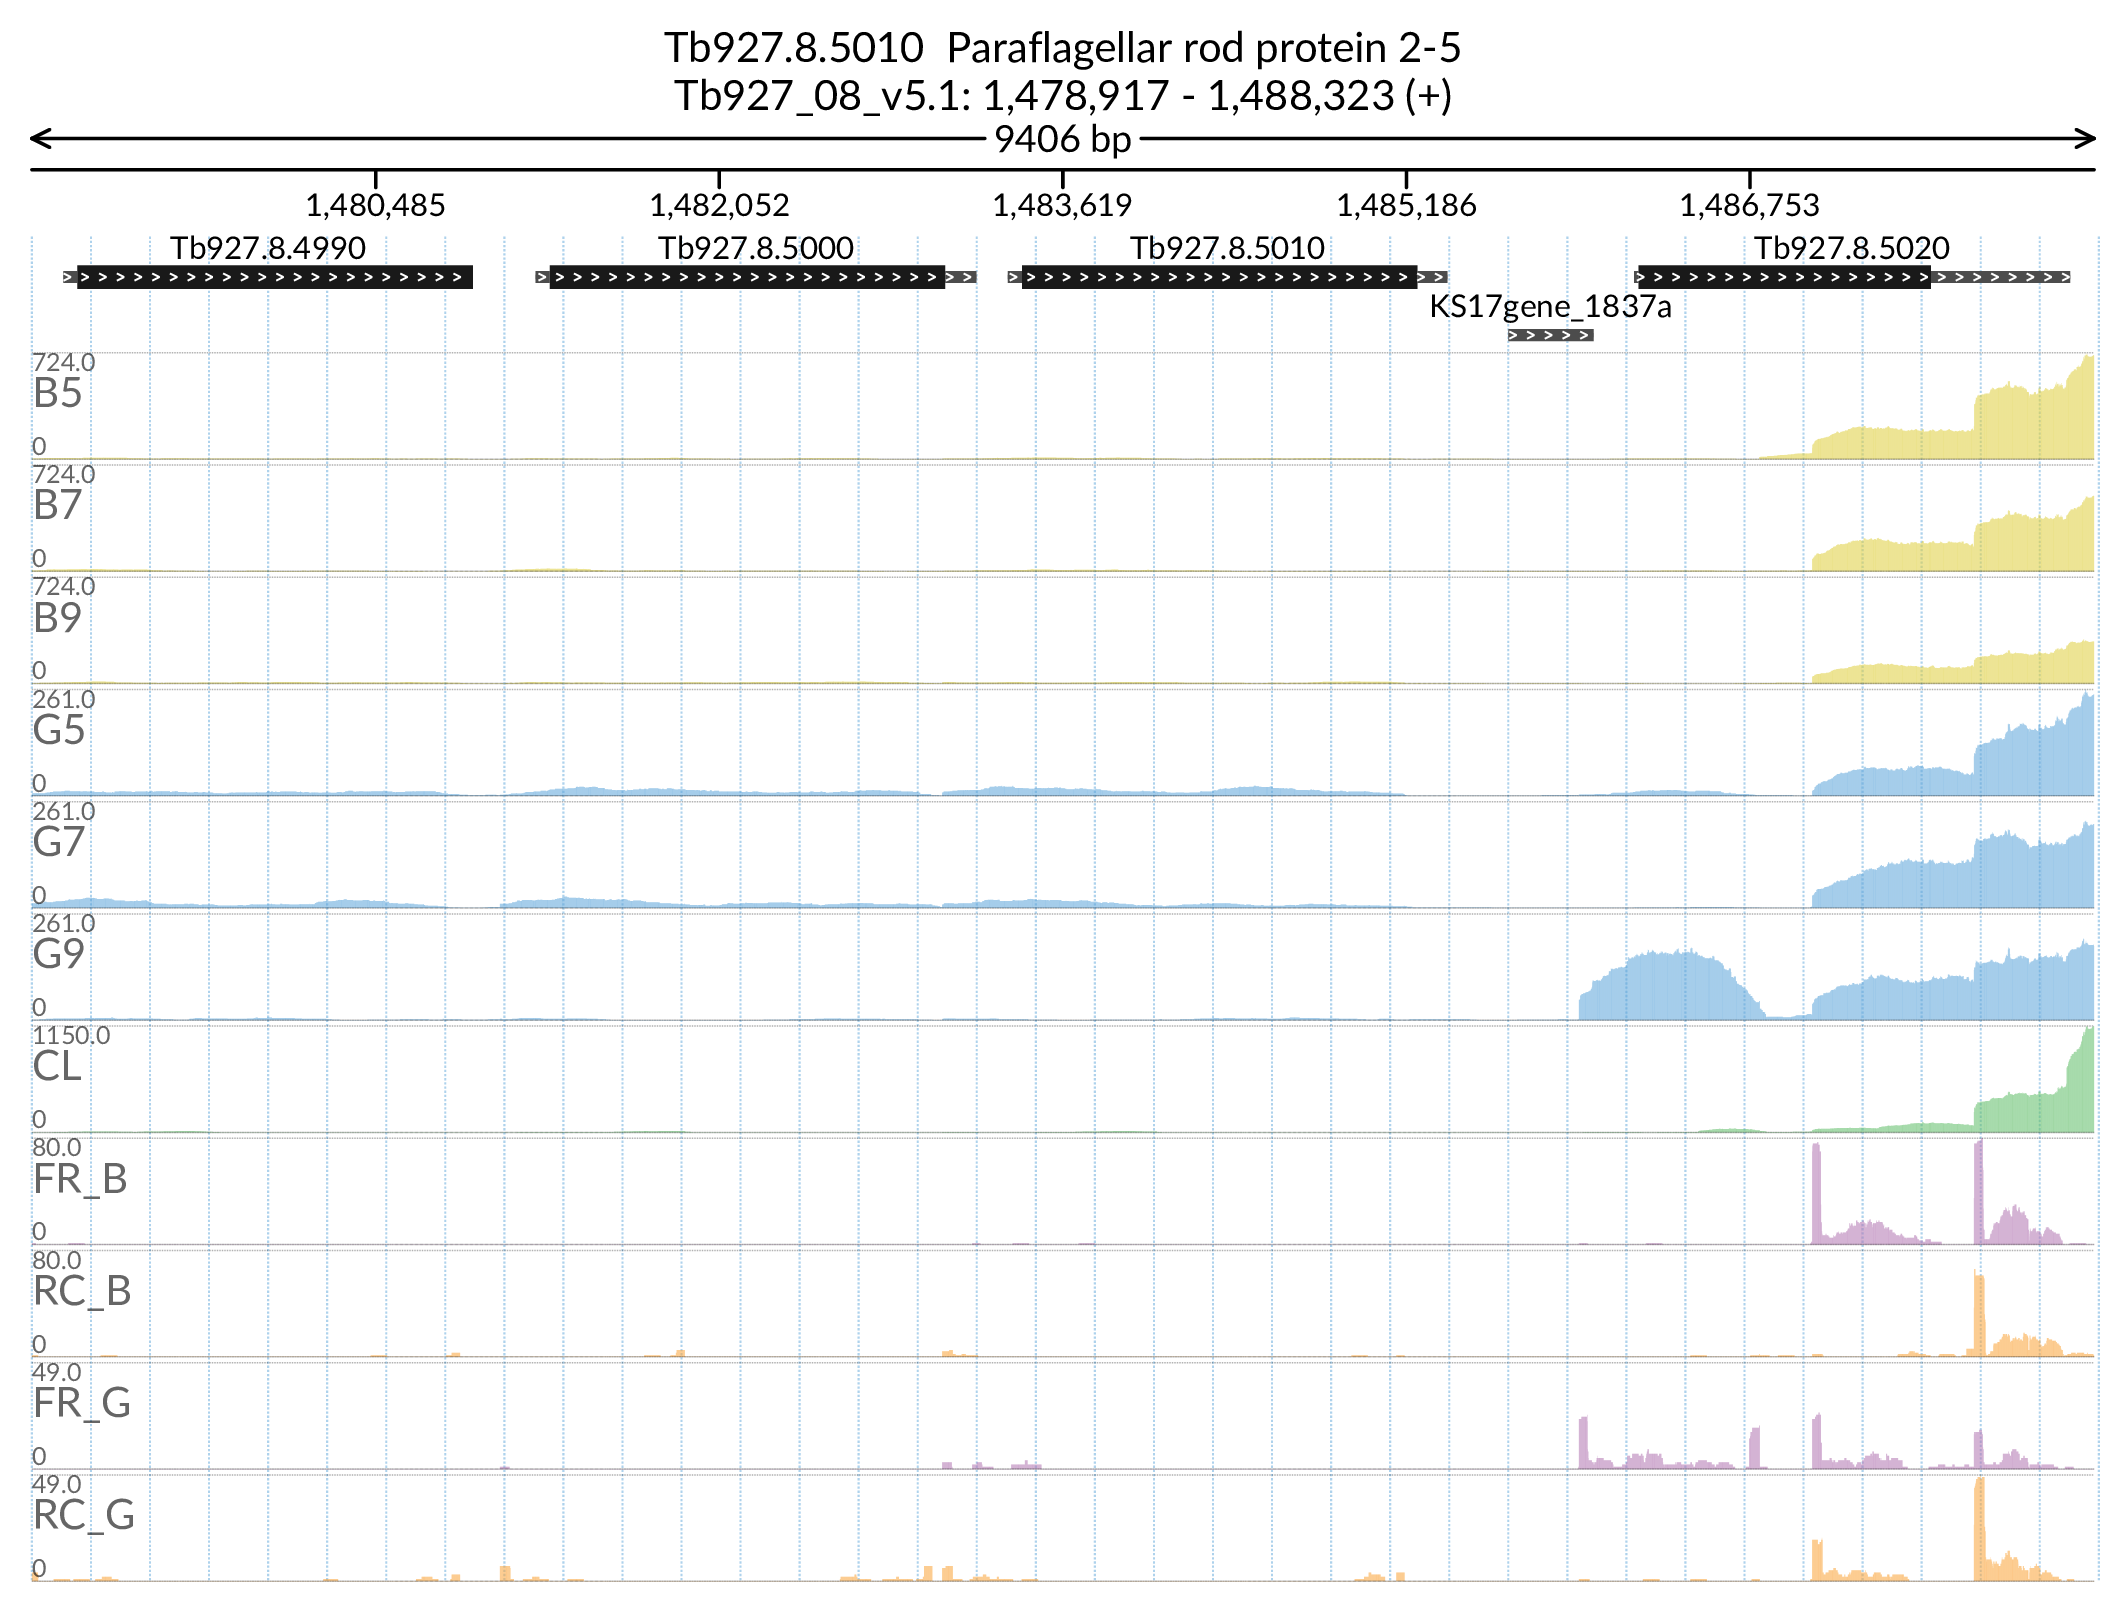 Tb927.8.5010  Paraflagellar rod protein 2-5
Tb927_08_v5.1: 1,478,917 - 1,488,323 (+)
9406 bp
1,480,485 1,482,052 1,483,619 1,485,186 1,486,753
Tb927.8.4990 Tb927.8.5000 Tb927.8.5010 Tb927.8.5020
KS17gene_1837a
724.0
B5
0
724.0
B7
0
724.0
B9
0
261.0
G5
0
261.0
G7
0
261.0
G9
0
1150.0
CL
0
80.0
FR_B
0
80.0
RC_B
0
49.0
FR_G
0
49.0
RC_G
0